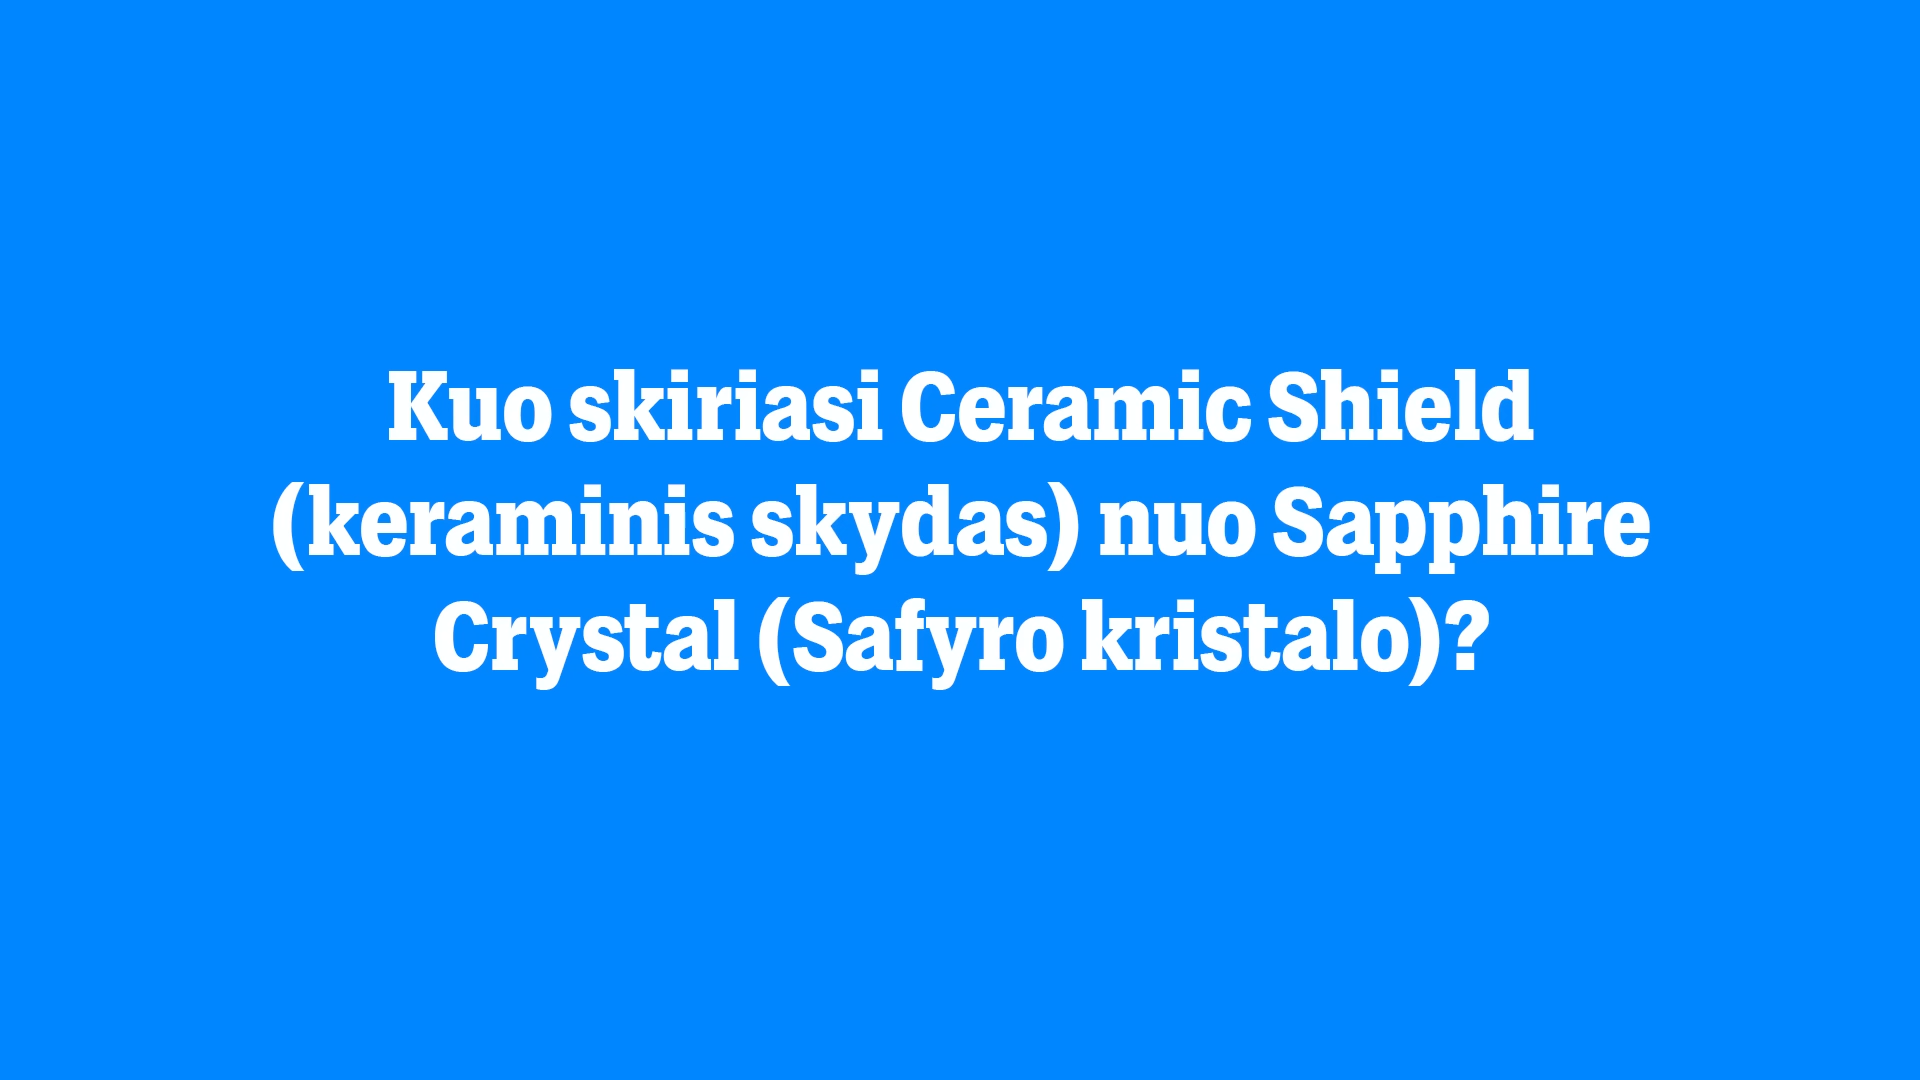 Kuo skiriasi Ceramic Shield
(keraminis skydas) nuo Sapphire
Crystal (Safyro kristalo)?